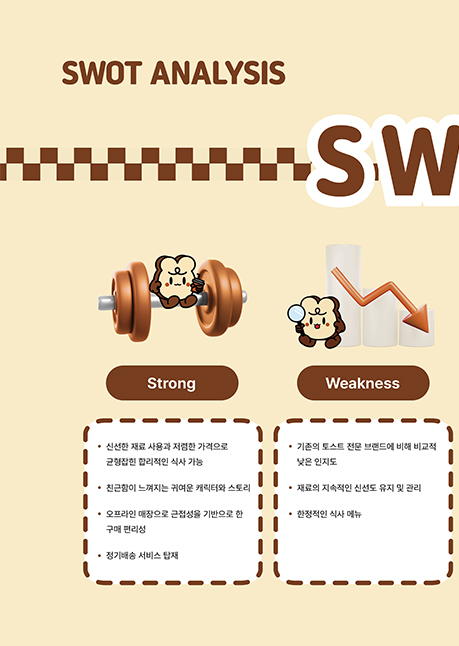 SWOT ANALYSIS
SW
Strong
• 신선한 재료 사용과 저렴한 가격으로
균형잡힌 합리적인 식사 가능
• 친근함이 느껴지는 귀여운 캐릭터와 스토리
• 오프라인 매장으로 근접성을 기반으로 한
구매 편리성
• 정기배송 서비스 탑재
Weakness
• 기존의 토스트 전문 브랜드에 비해 비교적
낮은 인지도
• 재료의 지속적인 신선도 유지 및 관리
• 한정적인 식사 메뉴